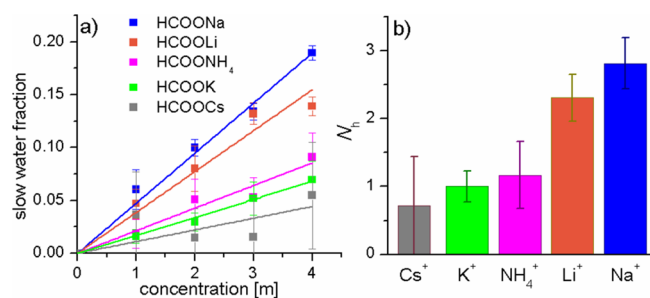 a)
HCOONa
HCOOLi
HCOONH₄
HCOOK
HCOOCs
slow water fraction
0.20
0.15
0.10
0.05
0.00
0 1 2 3 4
concentration [m]
b)
Nh
3
2
1
0
Cs⁺ K⁺ NH₄⁺ Li⁺ Na⁺